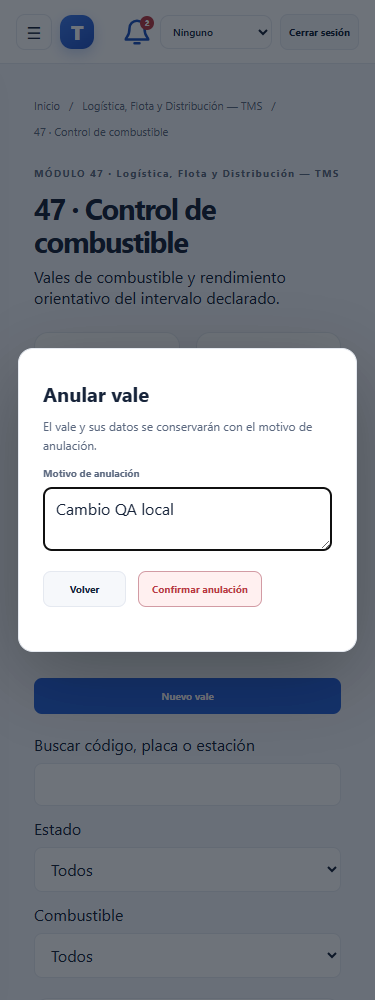 ☰ T 2 Ninguno Cerrar sesión
Inicio / Logística, Flota y Distribución — TMS /
47 · Control de combustible
MÓDULO 47 · Logística, Flota y Distribución — TMS
47 · Control de
combustible
Vales de combustible y rendimiento
orientativo del intervalo declarado.
Anular vale
El vale y sus datos se conservarán con el motivo de
anulación.
Motivo de anulación
Cambio QA local
Volver Confirmar anulación
Nuevo vale
Buscar código, placa o estación
Estado
Todos
Combustible
Todos